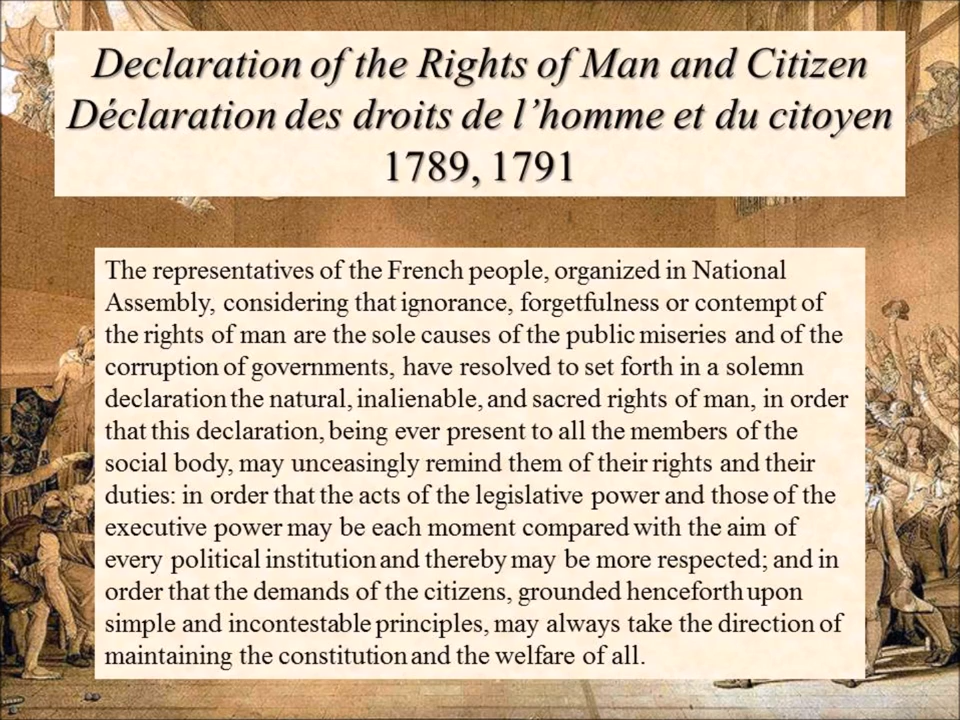 Declaration of the Rights of Man and Citizen
Déclaration des droits de l’homme et du citoyen
1789, 1791
The representatives of the French people, organized in National
Assembly, considering that ignorance, forgetfulness or contempt of
the rights of man are the sole causes of the public miseries and of the
corruption of governments, have resolved to set forth in a solemn
declaration the natural, inalienable, and sacred rights of man, in order
that this declaration, being ever present to all the members of the
social body, may unceasingly remind them of their rights and their
duties: in order that the acts of the legislative power and those of the
executive power may be each moment compared with the aim of
every political institution and thereby may be more respected; and in
order that the demands of the citizens, grounded henceforth upon
simple and incontestable principles, may always take the direction of
maintaining the constitution and the welfare of all.